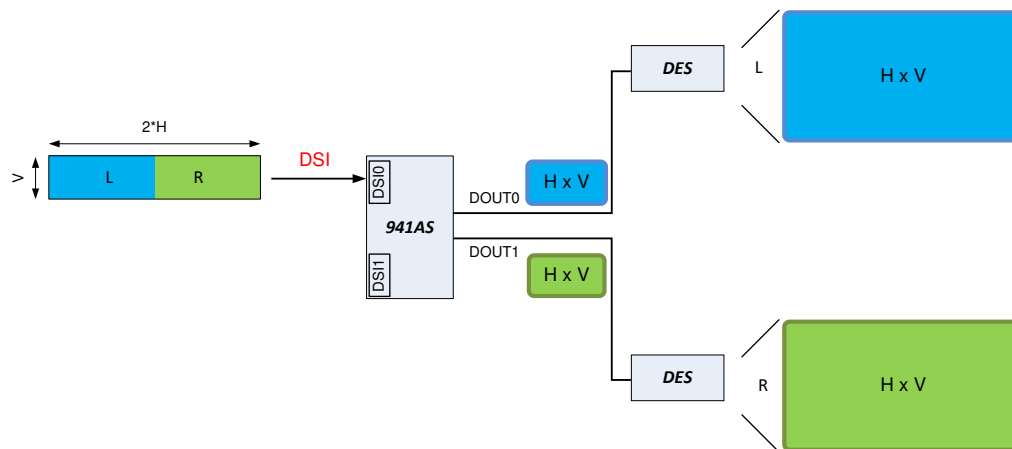 2*H
V
L
R
DSI
DSI0
DSI1
941AS
DOUT0
DOUT1
H x V
H x V
DES
L
H x V
DES
R
H x V